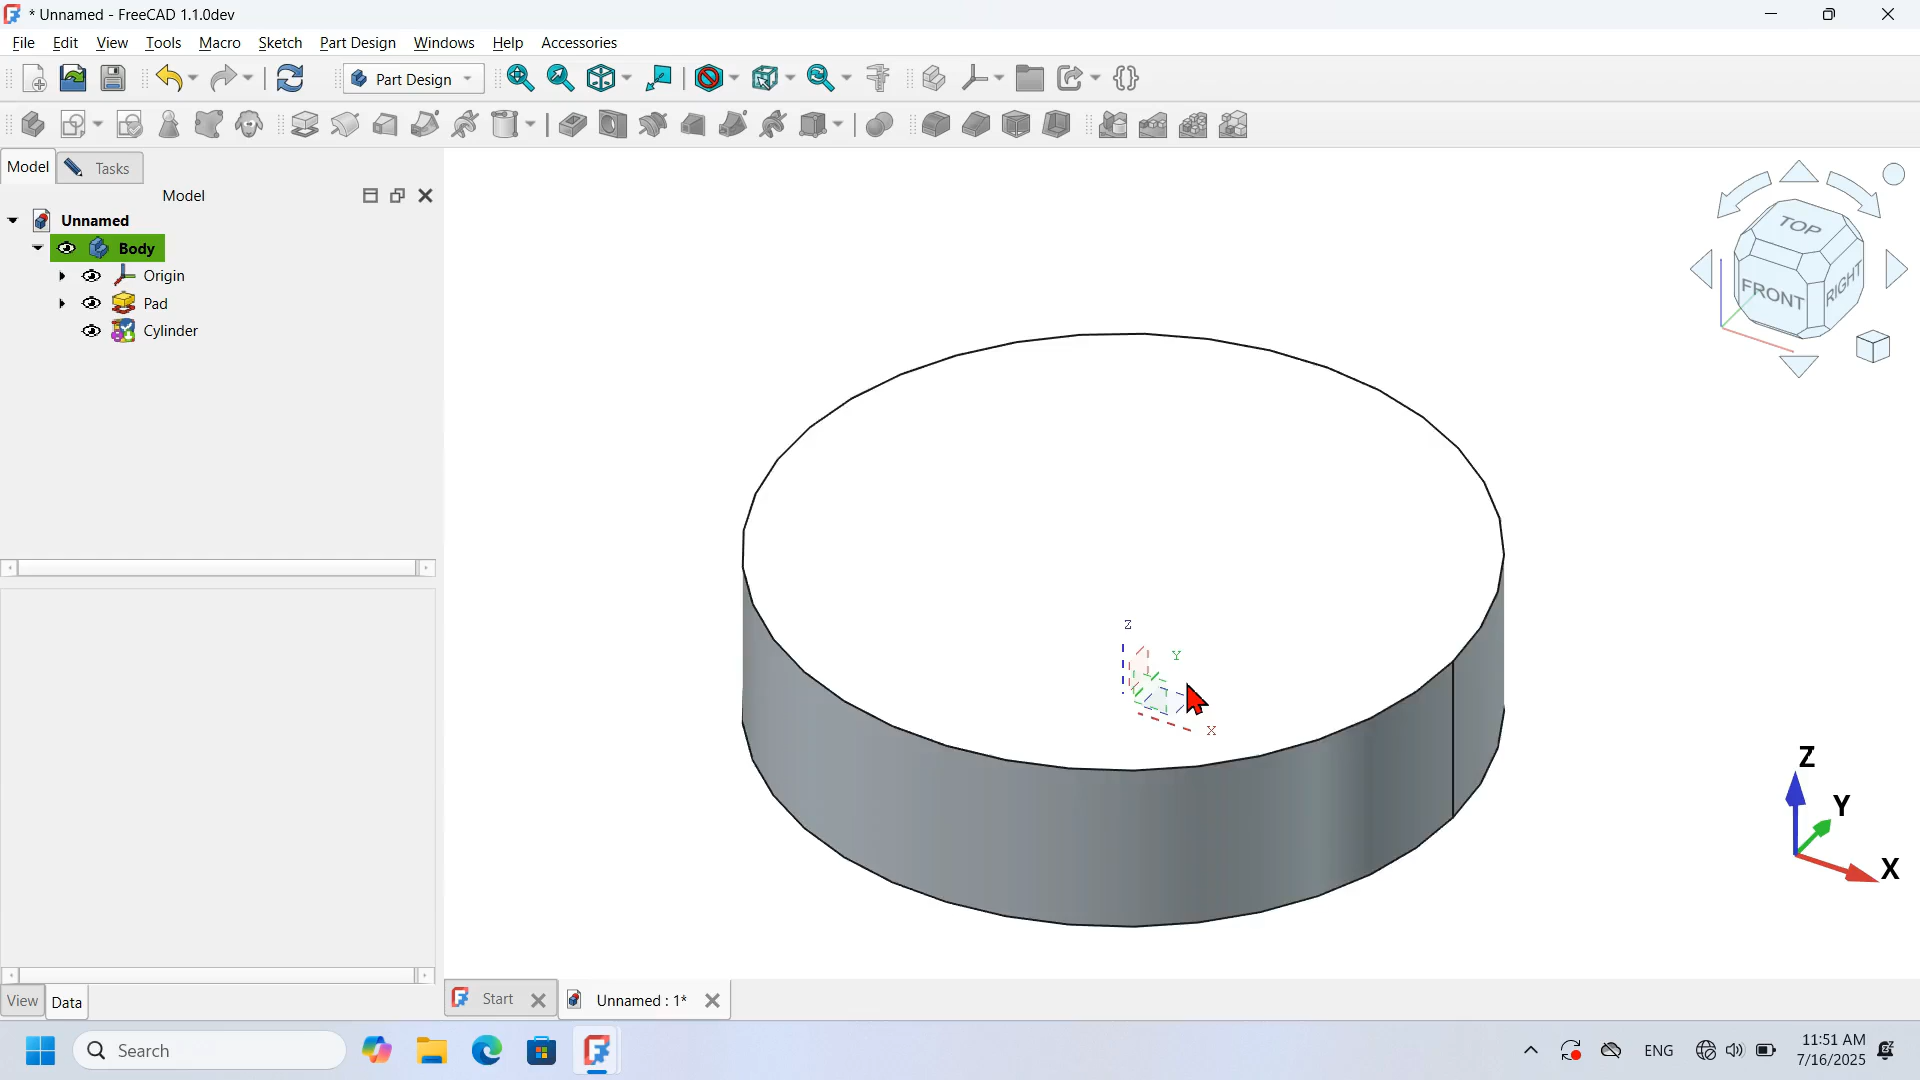 * Unnamed - FreeCAD 1.1.0dev
File Edit View Tools Macro Sketch Part Design Windows Help Accessories
Part Design
Model Tasks
Model
Unnamed
Body
Origin
Pad
Cylinder
TOP
FRONT
RIGHT
Z
Y
X
Z
Y
X
View Data
Start
Unnamed : 1*
Search
ENG
11:51 AM
7/16/2025